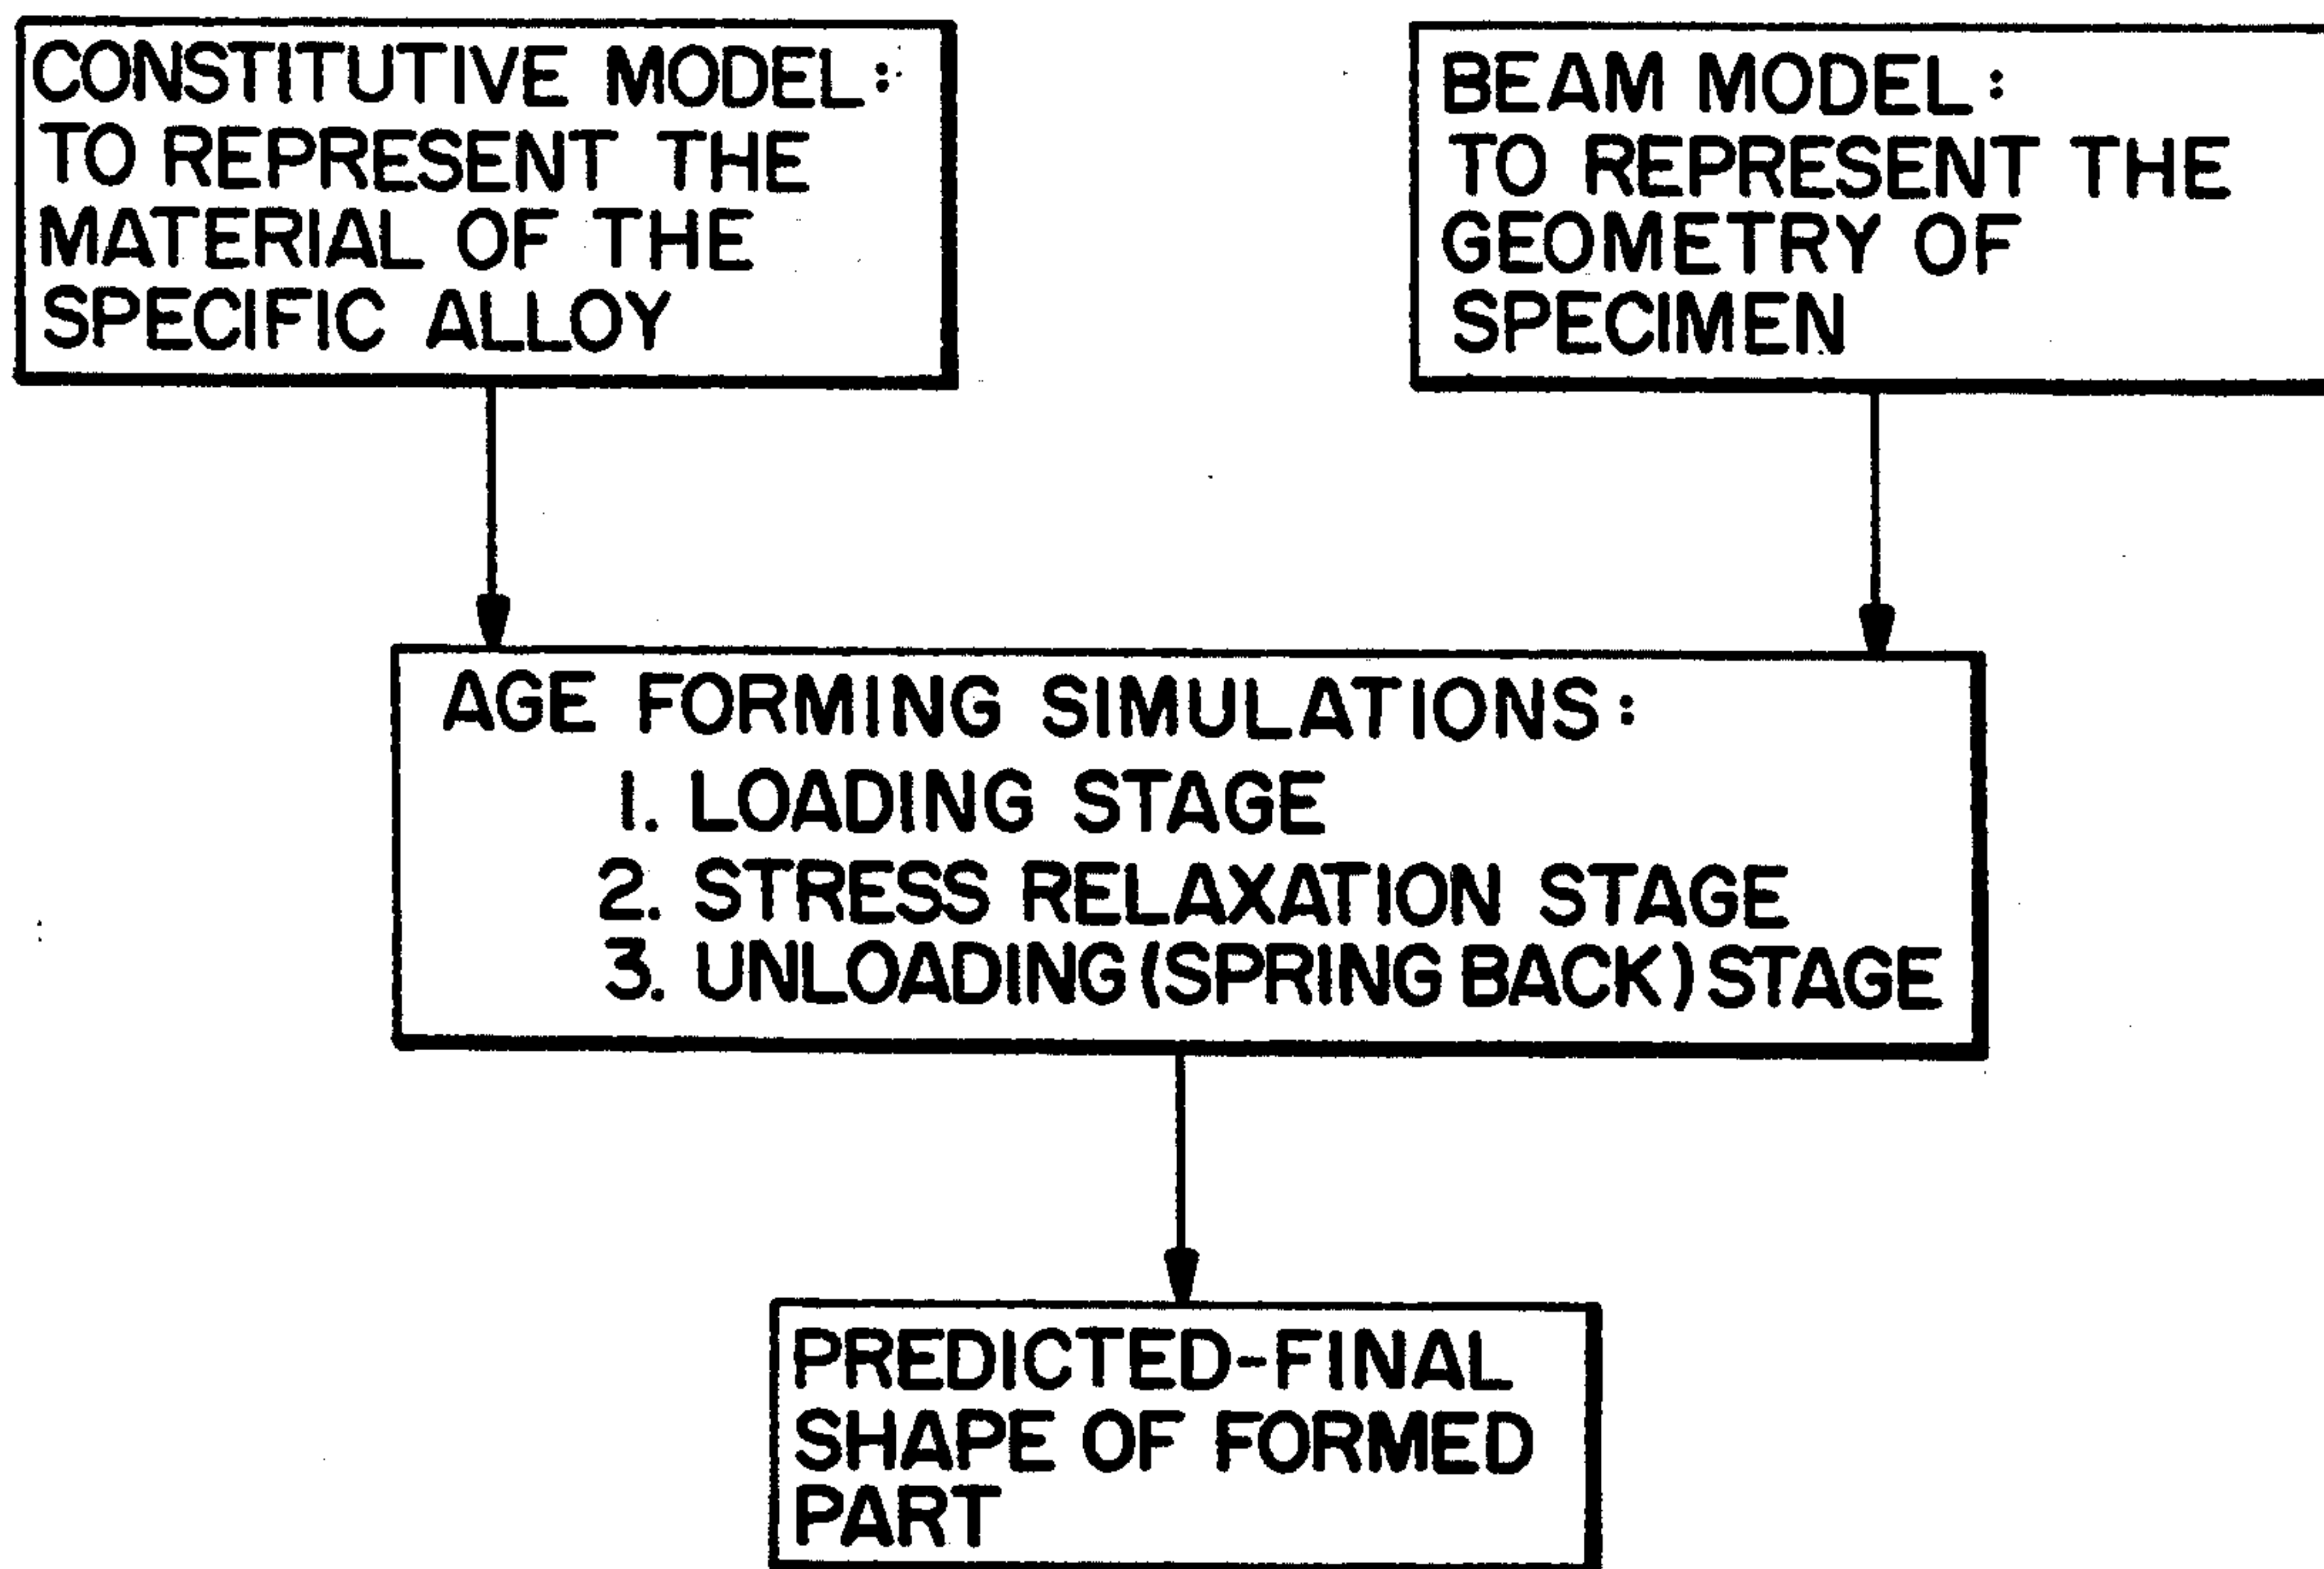 CONSTITUTIVE MODEL:
TO REPRESENT THE
MATERIAL OF THE
SPECIFIC ALLOY
BEAM MODEL:
TO REPRESENT THE
GEOMETRY OF
SPECIMEN
AGE FORMING SIMULATIONS:
1. LOADING STAGE
2. STRESS RELAXATION STAGE
3. UNLOADING (SPRING BACK) STAGE
PREDICTED-FINAL
SHAPE OF FORMED
PART